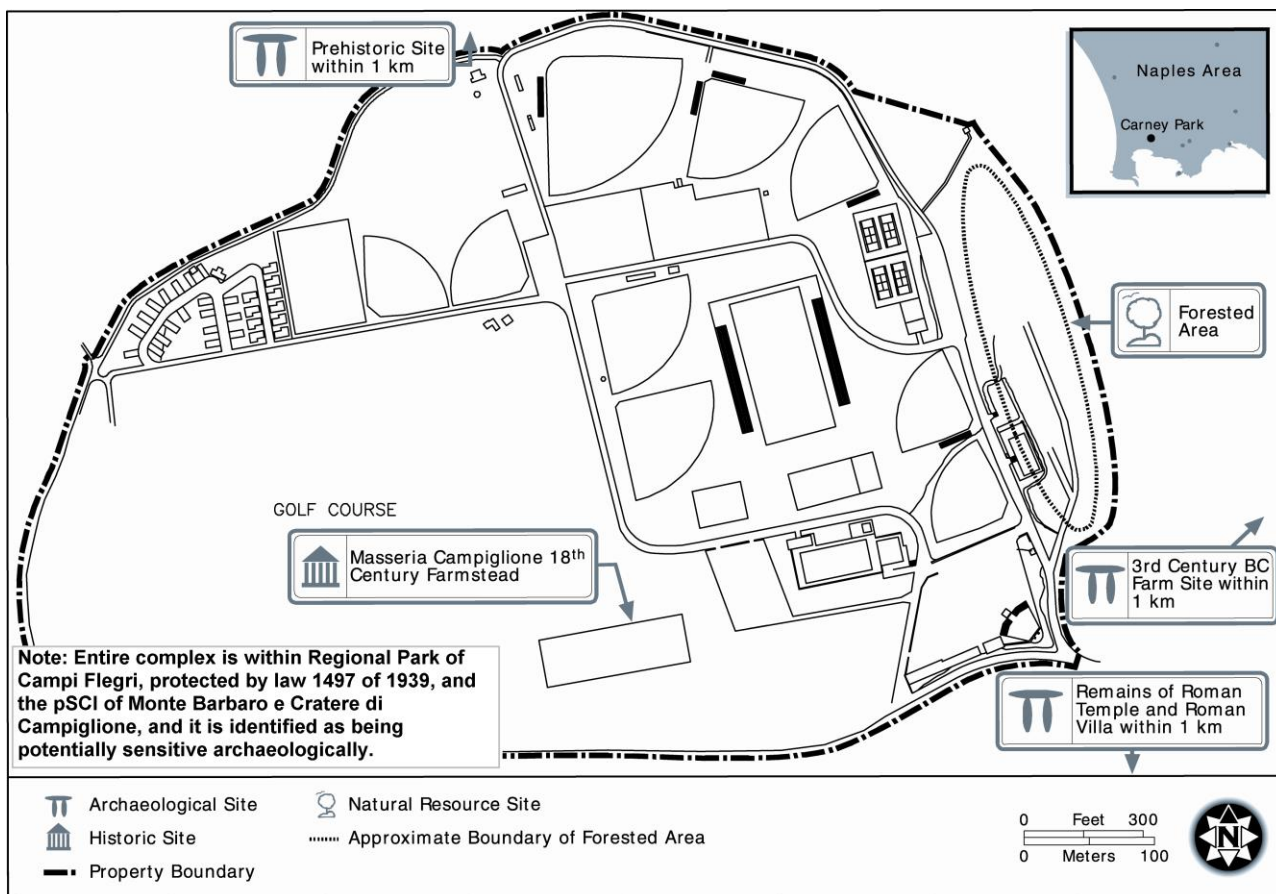 Prehistoric Site
within 1 km
Naples Area
Carney Park
Forested
Area
GOLF COURSE
Masseria Campiglione 18th
Century Farmstead
3rd Century BC
Farm Site within
1 km
Note: Entire complex is within Regional Park of
Campi Flegri, protected by law 1497 of 1939, and
the pSCI of Monte Barbaro e Cratere di
Campiglione, and it is identified as being
potentially sensitive archaeologically.
Remains of Roman
Temple and Roman
Villa within 1 km
Archaeological Site
Natural Resource Site
Historic Site
Approximate Boundary of Forested Area
Property Boundary
0 Feet 300
0 Meters 100
N